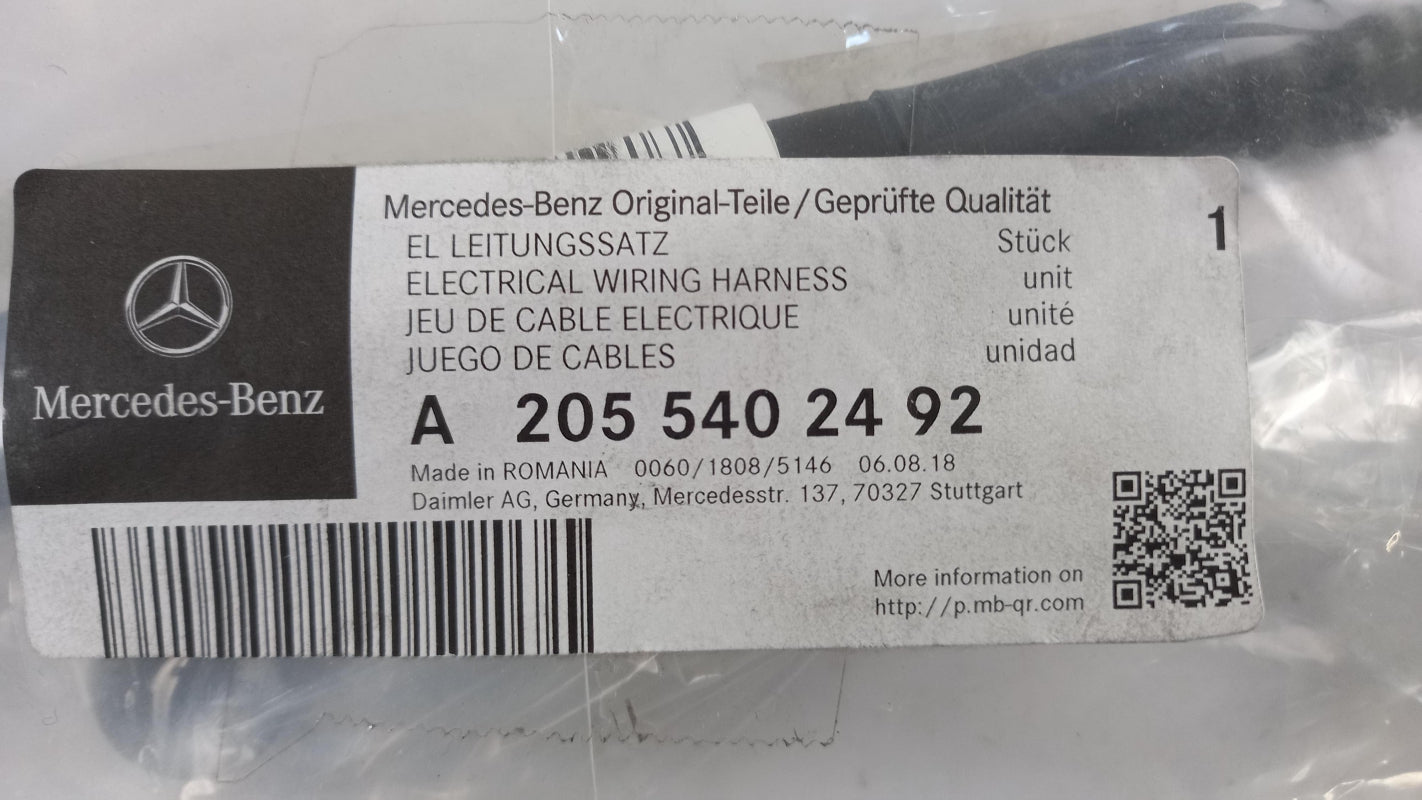 Mercedes-Benz
Mercedes-Benz Original-Teile/Geprüfte Qualität
EL LEITUNGSSATZ Stück 1
ELECTRICAL WIRING HARNESS unit
JEU DE CABLE ELECTRIQUE unité
JUEGO DE CABLES unidad
A 205 540 24 92
Made in ROMANIA 0060/1808/5146 06.08.18
Daimler AG, Germany, Mercedesstr. 137, 70327 Stuttgart
More information on
http://p.mb-qr.com